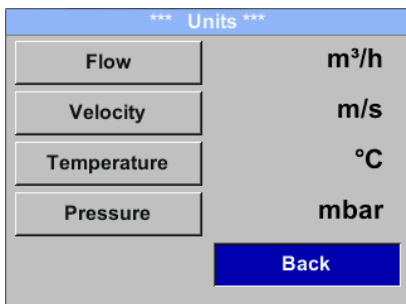 *** Units ***
Flow m³/h
Velocity m/s
Temperature °C
Pressure mbar
Back